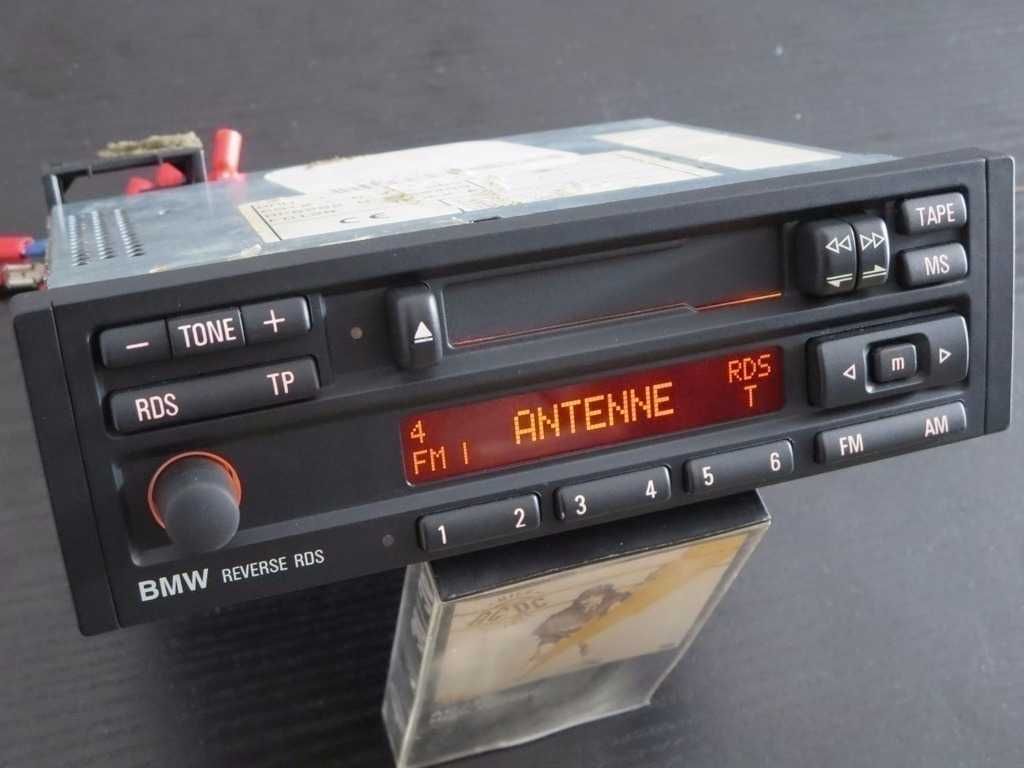 TAPE
MS
− TONE +
RDS TP
m
4 ANTENNE RDS
FM I T
FM AM
1 2 3 4 5 6
BMW REVERSE RDS
CE
AC DC